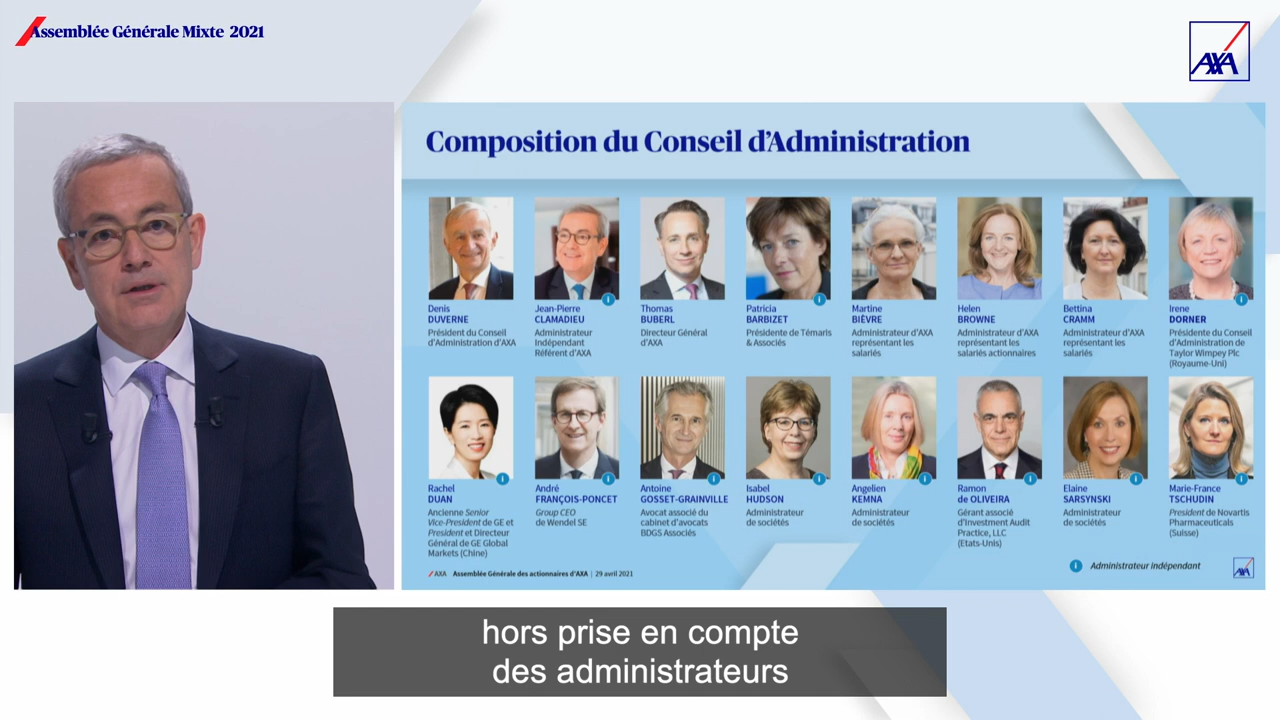 Assemblée Générale Mixte 2021
AXA
Composition du Conseil d'Administration
Denis
DUVERNE
Président du Conseil
d'Administration d'AXA
Jean-Pierre
CLAMADIEU
Administrateur
Indépendant
Référent d'AXA
Thomas
BUBERL
Directeur Général
d'AXA
Patricia
BARBIZET
Présidente de Témaris
& Associés
Martine
BIÈVRE
Administrateur d'AXA
représentant les
salariés
Helen
BROWNE
Administrateur d'AXA
représentant les
salariés actionnaires
Bettina
CRAMM
Administrateur d'AXA
représentant les
salariés
Irene
DORNER
Présidente du Conseil
d'Administration de
Taylor Wimpey Plc
(Royaume-Uni)
Rachel
DUAN
Ancienne Senior
Vice-President de GE et
President et Directeur
Général de GE Global
Markets (Chine)
André
FRANÇOIS-PONCET
Group CEO
de Wendel SE
Antoine
GOSSET-GRAINVILLE
Avocat associé du
cabinet d'avocats
BDGS Associés
Isabel
HUDSON
Administrateur
de sociétés
Angelien
KEMNA
Administrateur
de sociétés
Ramon
de OLIVEIRA
Gérant associé
d'Investment Audit
Practice, LLC
(Etats-Unis)
Elaine
SARSYNSKI
Administrateur
de sociétés
Marie-France
TSCHUDIN
President de Novartis
Pharmaceuticals
(Suisse)
AXA Assemblée Générale des actionnaires d'AXA | 29 avril 2021
i Administrateur indépendant
AXA
hors prise en compte
des administrateurs